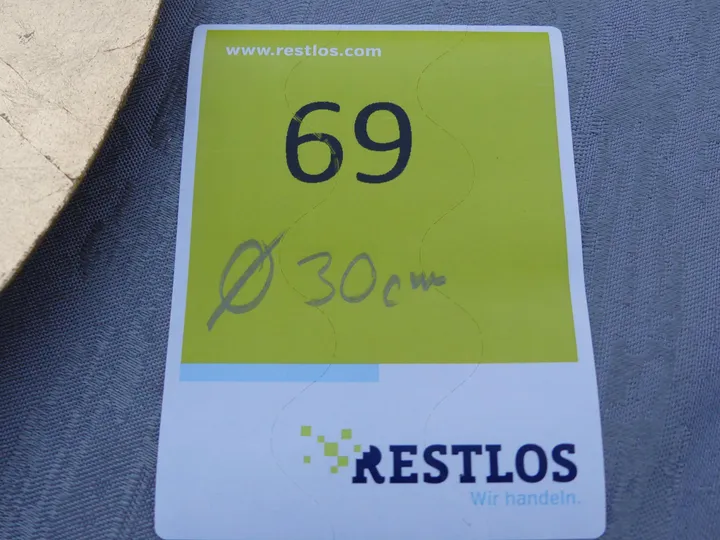 www.restlos.com
69
Ø 30cm
RESTLOS
Wir handeln.